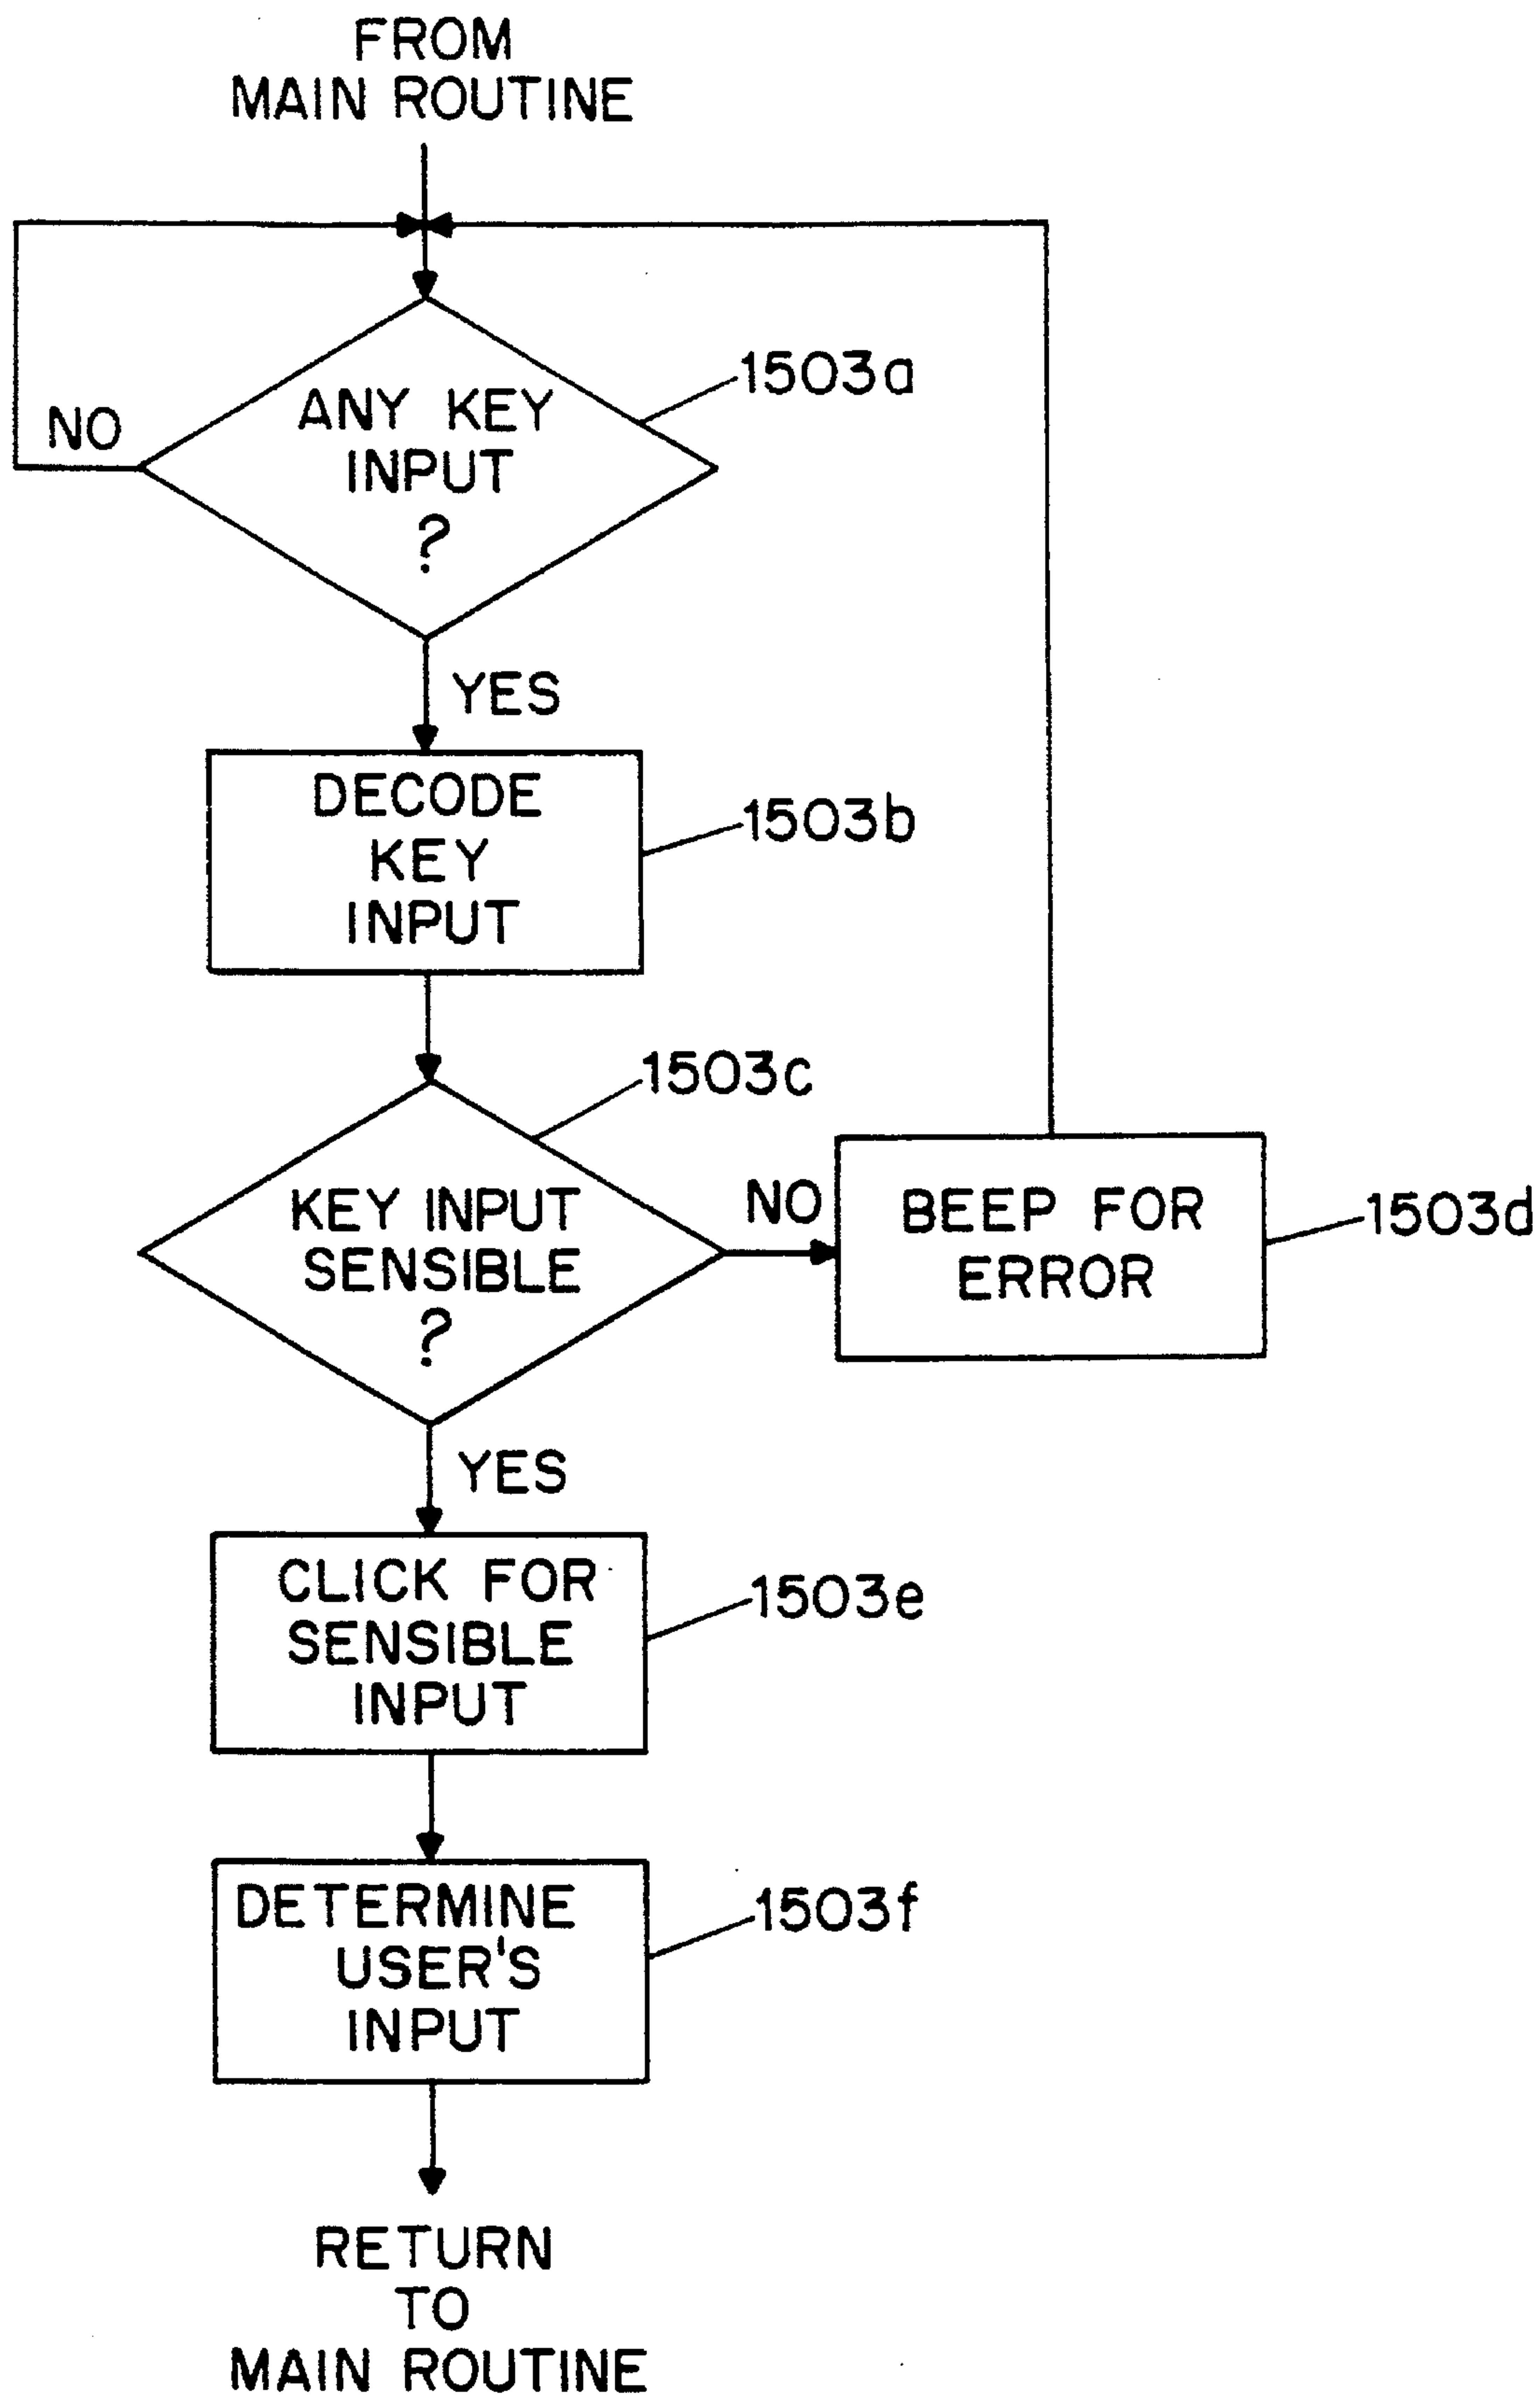 FROM
MAIN ROUTINE
1503a
ANY KEY
INPUT
?
NO
YES
DECODE
KEY
INPUT
1503b
1503c
KEY INPUT
SENSIBLE
?
NO
BEEP FOR
ERROR
1503d
YES
CLICK FOR
SENSIBLE
INPUT
1503e
DETERMINE
USER'S
INPUT
1503f
RETURN
TO
MAIN ROUTINE